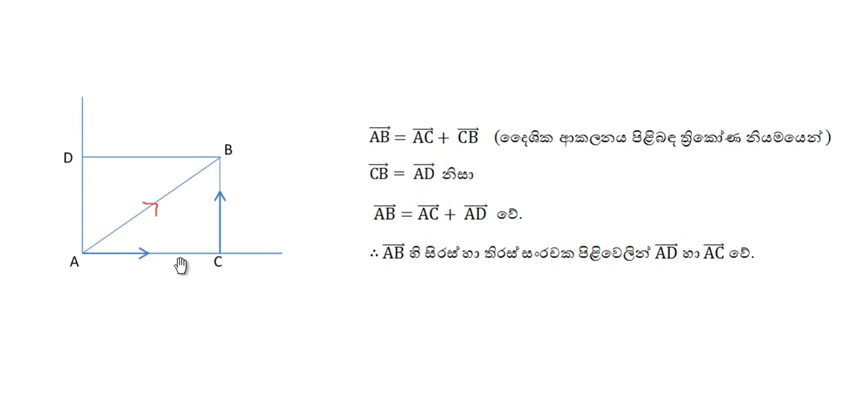 D
B
A
C
AB = AC + CB (දෛශික ආකලනය පිළිබඳ ත්‍රිකෝණ නියමයෙන් )
CB = AD නිසා
AB = AC + AD වේ.
∴ AB හි සිරස් හා තිරස් සංරචක පිළිවෙලින් AD හා AC වේ.